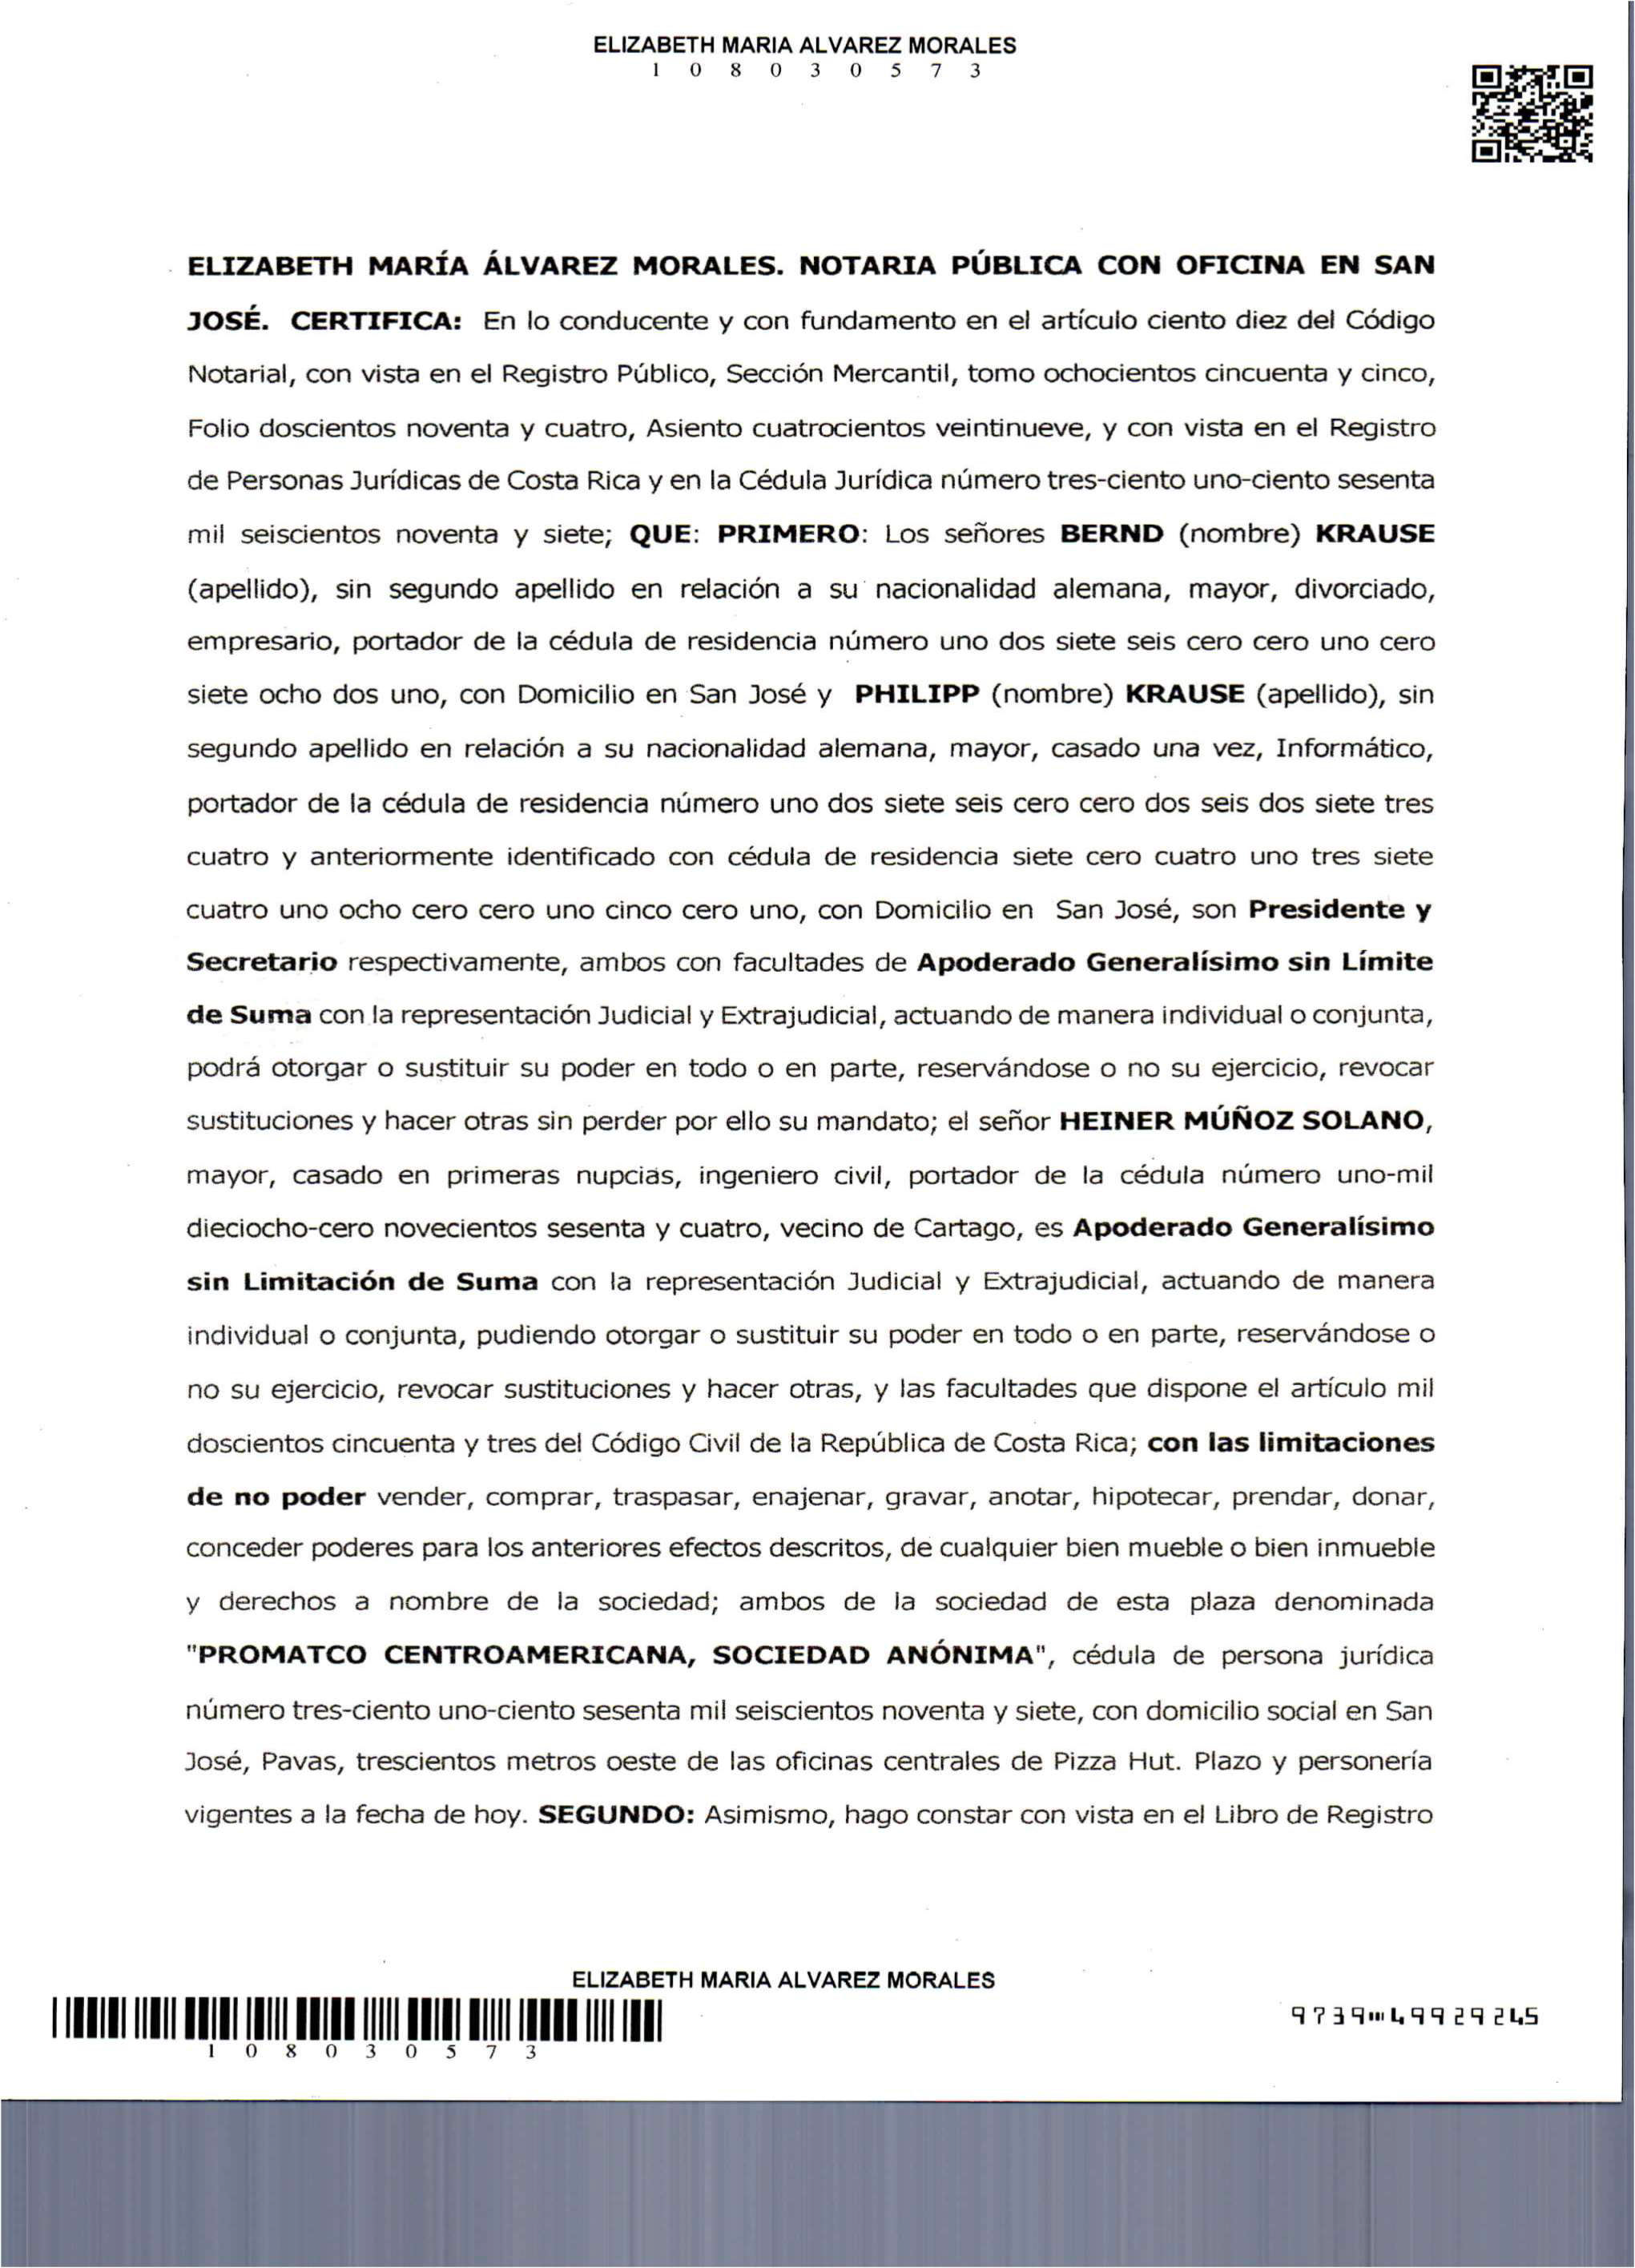 ELIZABETH MARIA ALVAREZ MORALES
1 0 8 0 3 0 5 7 3
ELIZABETH MARÍA ÁLVAREZ MORALES. NOTARIA PÚBLICA CON OFICINA EN SAN
JOSÉ. CERTIFICA: En lo conducente y con fundamento en el artículo ciento diez del Código
Notarial, con vista en el Registro Público, Sección Mercantil, tomo ochocientos cincuenta y cinco,
Folio doscientos noventa y cuatro, Asiento cuatrocientos veintinueve, y con vista en el Registro
de Personas Jurídicas de Costa Rica y en la Cédula Jurídica número tres-ciento uno-ciento sesenta
mil seiscientos noventa y siete; QUE: PRIMERO: Los señores BERND (nombre) KRAUSE
(apellido), sin segundo apellido en relación a su nacionalidad alemana, mayor, divorciado,
empresario, portador de la cédula de residencia número uno dos siete seis cero cero uno cero
siete ocho dos uno, con Domicilio en San José y PHILIPP (nombre) KRAUSE (apellido), sin
segundo apellido en relación a su nacionalidad alemana, mayor, casado una vez, Informático,
portador de la cédula de residencia número uno dos siete seis cero cero dos seis dos siete tres
cuatro y anteriormente identificado con cédula de residencia siete cero cuatro uno tres siete
cuatro uno ocho cero cero uno cinco cero uno, con Domicilio en San José, son Presidente y
Secretario respectivamente, ambos con facultades de Apoderado Generalísimo sin Límite
de Suma con la representación Judicial y Extrajudicial, actuando de manera individual o conjunta,
podrá otorgar o sustituir su poder en todo o en parte, reservándose o no su ejercicio, revocar
sustituciones y hacer otras sin perder por ello su mandato; el señor HEINER MÚÑOZ SOLANO,
mayor, casado en primeras nupcias, ingeniero civil, portador de la cédula número uno-mil
dieciocho-cero novecientos sesenta y cuatro, vecino de Cartago, es Apoderado Generalísimo
sin Limitación de Suma con la representación Judicial y Extrajudicial, actuando de manera
individual o conjunta, pudiendo otorgar o sustituir su poder en todo o en parte, reservándose o
no su ejercicio, revocar sustituciones y hacer otras, y las facultades que dispone el artículo mil
doscientos cincuenta y tres del Código Civil de la República de Costa Rica; con las limitaciones
de no poder vender, comprar, traspasar, enajenar, gravar, anotar, hipotecar, prendar, donar,
conceder poderes para los anteriores efectos descritos, de cualquier bien mueble o bien inmueble
y derechos a nombre de la sociedad; ambos de la sociedad de esta plaza denominada
"PROMATCO CENTROAMERICANA, SOCIEDAD ANÓNIMA", cédula de persona jurídica
número tres-ciento uno-ciento sesenta mil seiscientos noventa y siete, con domicilio social en San
José, Pavas, trescientos metros oeste de las oficinas centrales de Pizza Hut. Plazo y personería
vigentes a la fecha de hoy. SEGUNDO: Asimismo, hago constar con vista en el Libro de Registro
ELIZABETH MARIA ALVAREZ MORALES
1 0 8 0 3 0 5 7 3
9739⑈49929245